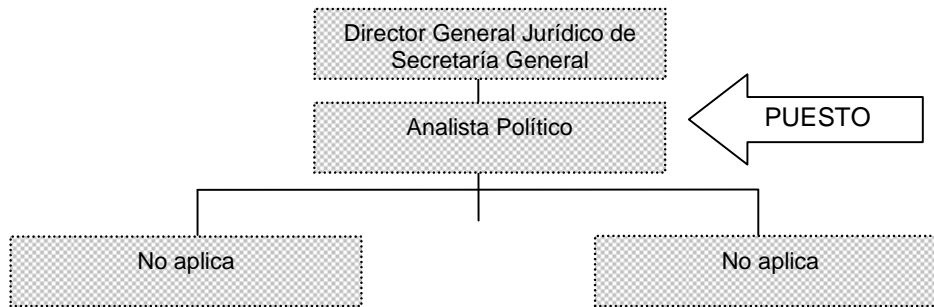 Director General Jurídico de
Secretaría General
Analista Político
PUESTO
No aplica
No aplica